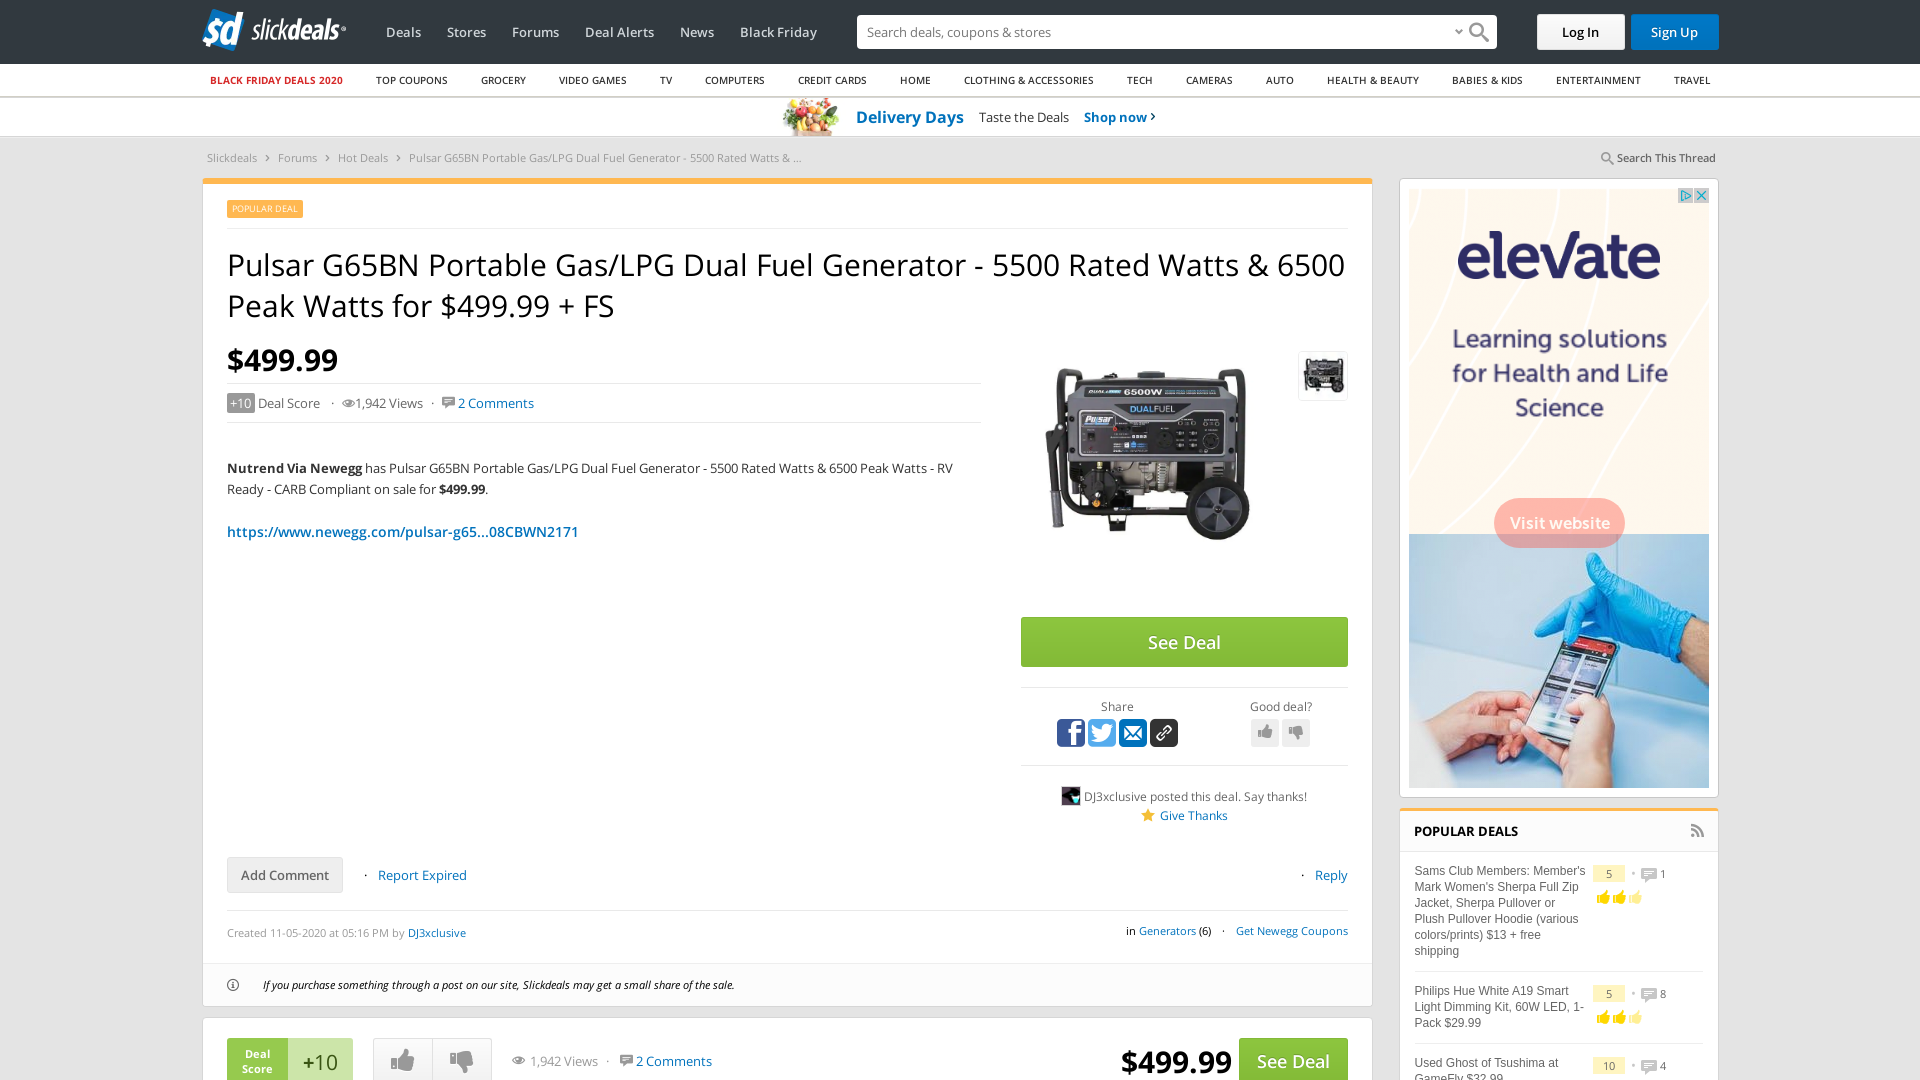 slickdeals
Deals Stores Forums Deal Alerts News Black Friday
Search deals, coupons & stores
Log In Sign Up
BLACK FRIDAY DEALS 2020 TOP COUPONS GROCERY VIDEO GAMES TV COMPUTERS CREDIT CARDS HOME CLOTHING & ACCESSORIES TECH CAMERAS AUTO HEALTH & BEAUTY BABIES & KIDS ENTERTAINMENT TRAVEL
Delivery Days Taste the Deals Shop now ›
Slickdeals › Forums › Hot Deals › Pulsar G65BN Portable Gas/LPG Dual Fuel Generator - 5500 Rated Watts & ...
Search This Thread
POPULAR DEAL
Pulsar G65BN Portable Gas/LPG Dual Fuel Generator - 5500 Rated Watts & 6500
Peak Watts for $499.99 + FS
$499.99
+10 Deal Score · 1,942 Views · 2 Comments
Nutrend Via Newegg has Pulsar G65BN Portable Gas/LPG Dual Fuel Generator - 5500 Rated Watts & 6500 Peak Watts - RV
Ready - CARB Compliant on sale for $499.99.
https://www.newegg.com/pulsar-g65...08CBWN2171
6500W
DUALFUEL
Pulsar
See Deal
Share Good deal?
DJ3xclusive posted this deal. Say thanks!
Give Thanks
Add Comment · Report Expired · Reply
Created 11-05-2020 at 05:16 PM by DJ3xclusive
in Generators (6) · Get Newegg Coupons
If you purchase something through a post on our site, Slickdeals may get a small share of the sale.
Deal
Score
+10
1,942 Views · 2 Comments
$499.99 See Deal
elevate
Learning solutions
for Health and Life
Science
Visit website
POPULAR DEALS
Sams Club Members: Member's
Mark Women's Sherpa Full Zip
Jacket, Sherpa Pullover or
Plush Pullover Hoodie (various
colors/prints) $13 + free
shipping
5 • 1
Philips Hue White A19 Smart
Light Dimming Kit, 60W LED, 1-
Pack $29.99
5 • 8
Used Ghost of Tsushima at
GameFly $32.99
10 • 4